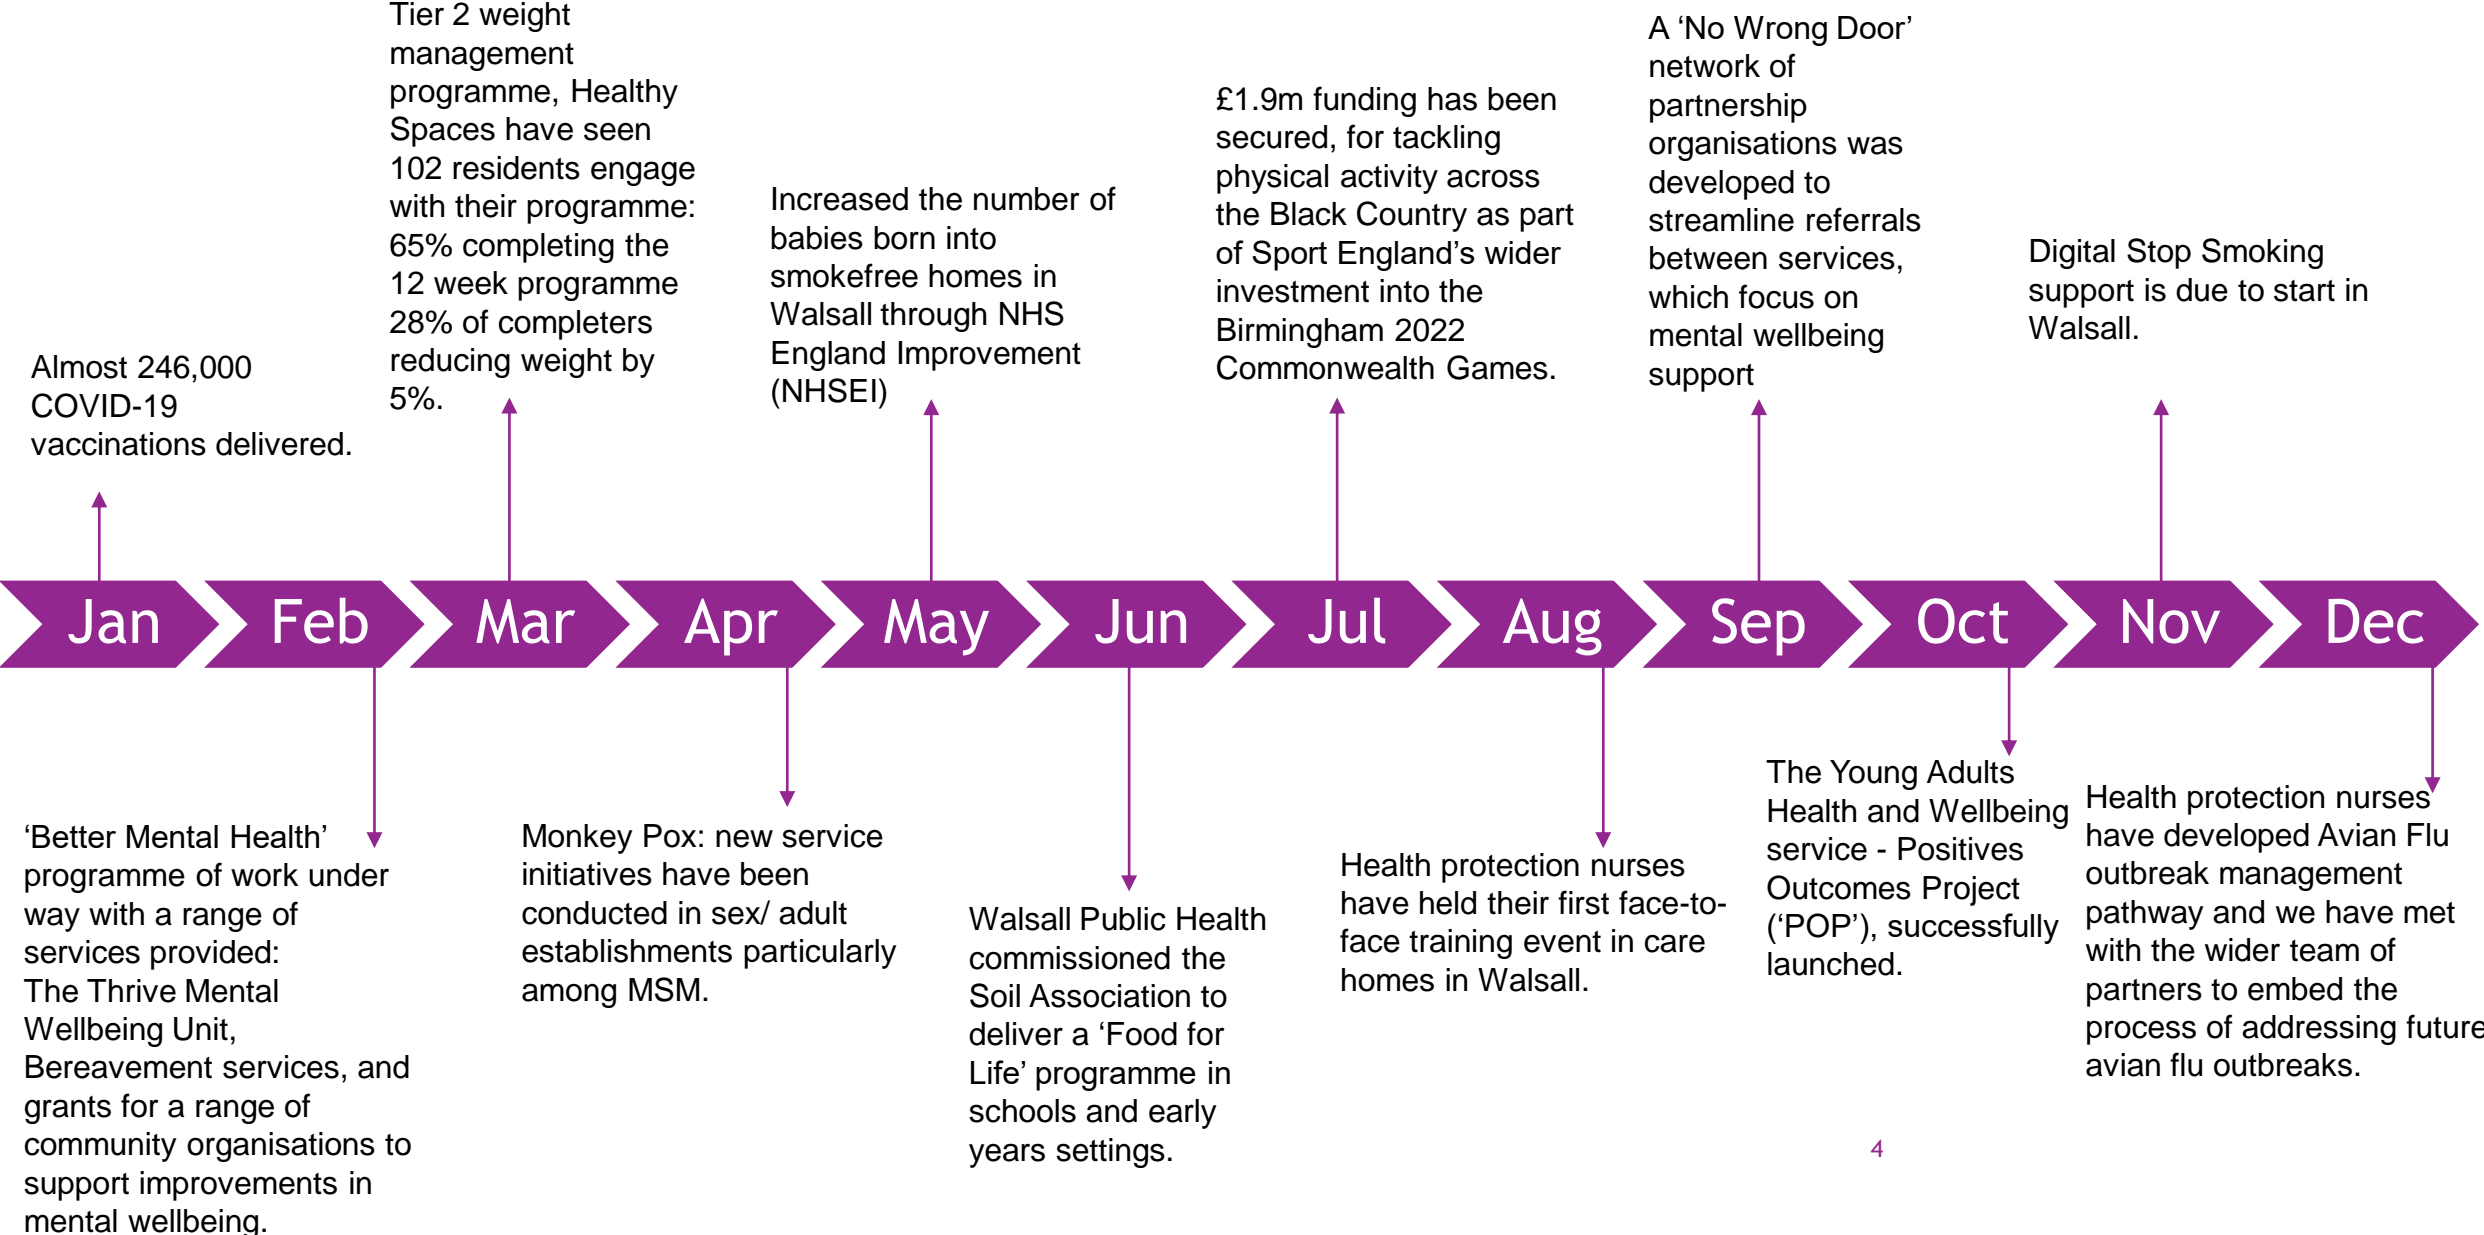 Tier 2 weight
management
programme, Healthy
Spaces have seen
102 residents engage
with their programme:
65% completing the
12 week programme
28% of completers
reducing weight by
5%.
A ‘No Wrong Door’
network of
partnership
organisations was
developed to
streamline referrals
between services,
which focus on
mental wellbeing
support
£1.9m funding has been
secured, for tackling
physical activity across
the Black Country as part
of Sport England’s wider
investment into the
Birmingham 2022
Commonwealth Games.
Increased the number of
babies born into
smokefree homes in
Walsall through NHS
England Improvement
(NHSEI)
Digital Stop Smoking
support is due to start in
Walsall.
Almost 246,000
COVID-19
vaccinations delivered.
Jan Feb Mar Apr May Jun Jul Aug Sep Oct Nov Dec
‘Better Mental Health’
programme of work under
way with a range of
services provided:
The Thrive Mental
Wellbeing Unit,
Bereavement services, and
grants for a range of
community organisations to
support improvements in
mental wellbeing.
Monkey Pox: new service
initiatives have been
conducted in sex/ adult
establishments particularly
among MSM.
Walsall Public Health
commissioned the
Soil Association to
deliver a ‘Food for
Life’ programme in
schools and early
years settings.
Health protection nurses
have held their first face-to-
face training event in care
homes in Walsall.
The Young Adults
Health and Wellbeing
service - Positives
Outcomes Project
(‘POP’), successfully
launched.
Health protection nurses
have developed Avian Flu
outbreak management
pathway and we have met
with the wider team of
partners to embed the
process of addressing future
avian flu outbreaks.
4